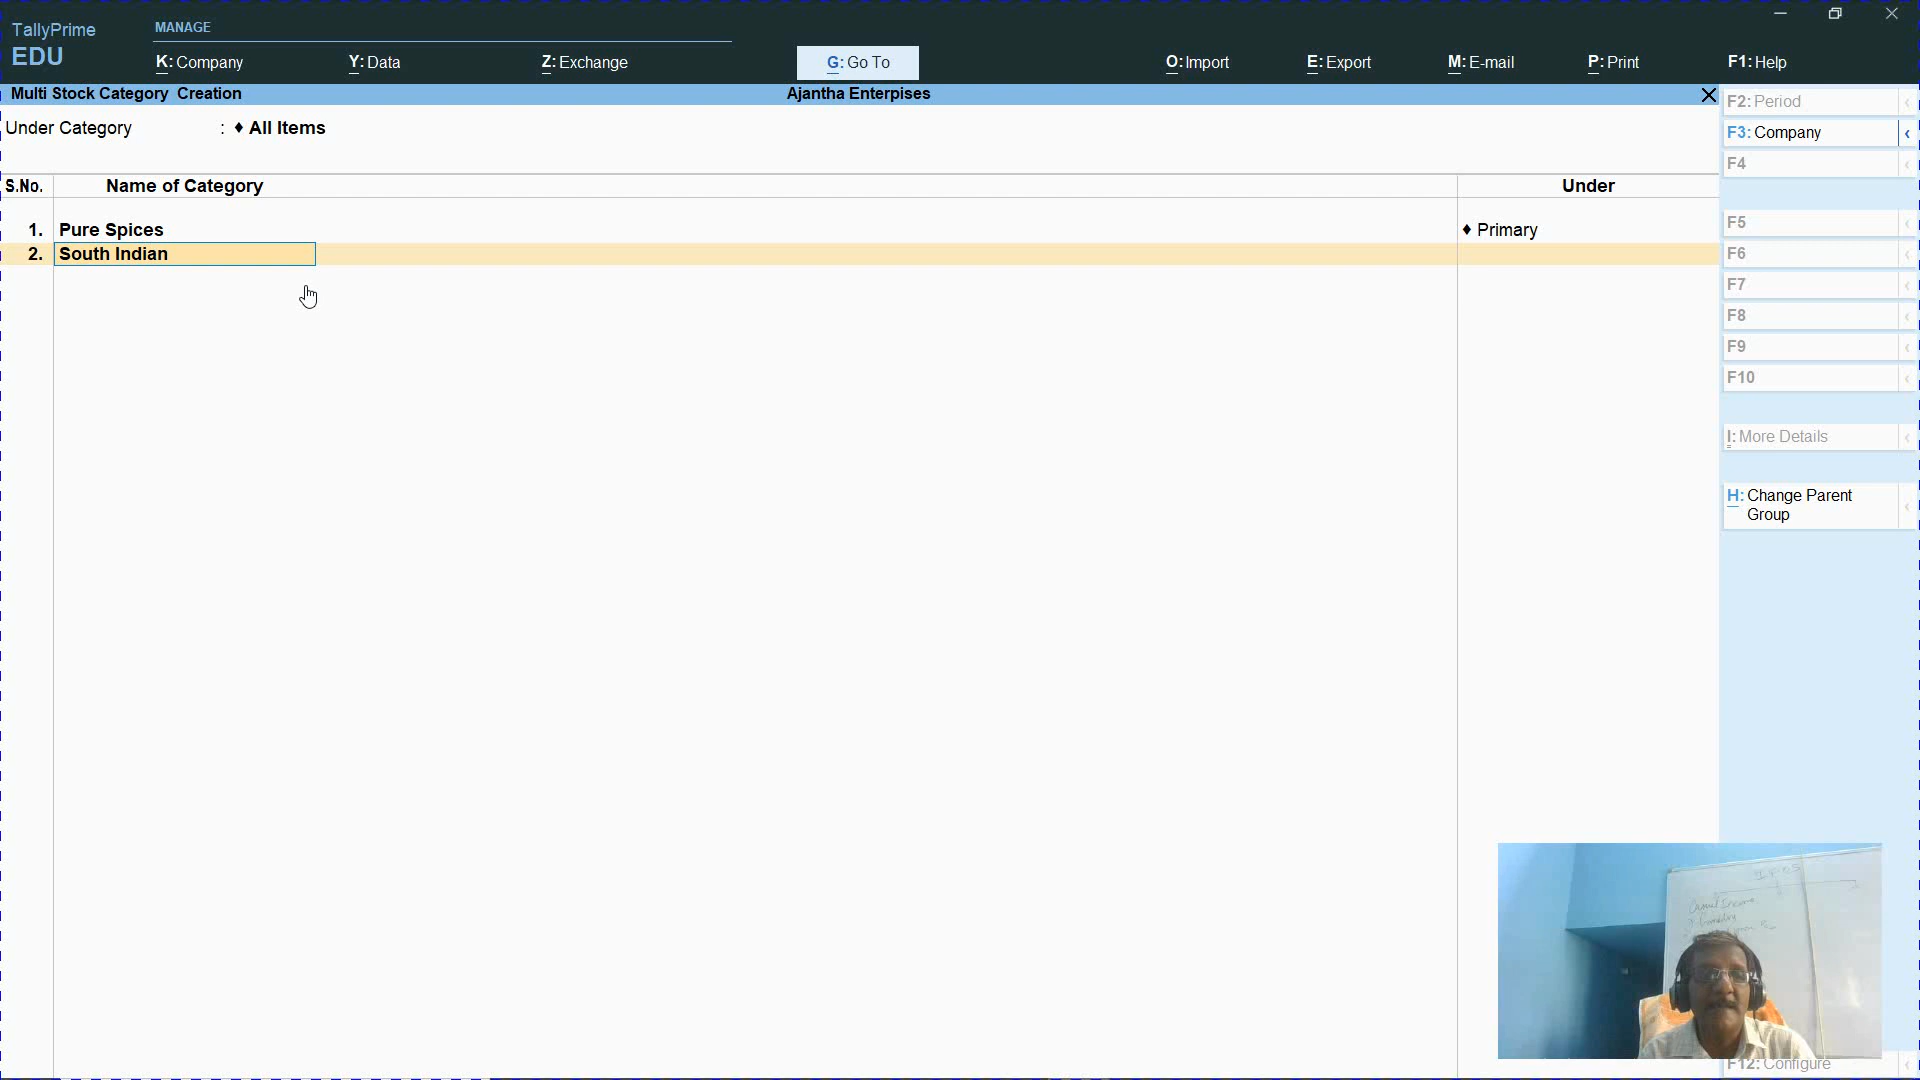 TallyPrime
EDU
MANAGE
K: Company
Y: Data
Z: Exchange
G: Go To
O: Import
E: Export
M: E-mail
P: Print
F1: Help
Multi Stock Category Creation
Ajantha Enterpises
Under Category : ♦ All Items
S.No. Name of Category Under
1. Pure Spices ♦ Primary
2. South Indian
F2: Period
F3: Company
F4
F5
F6
F7
F8
F9
F10
I: More Details
H: Change Parent
Group
F12: Configure